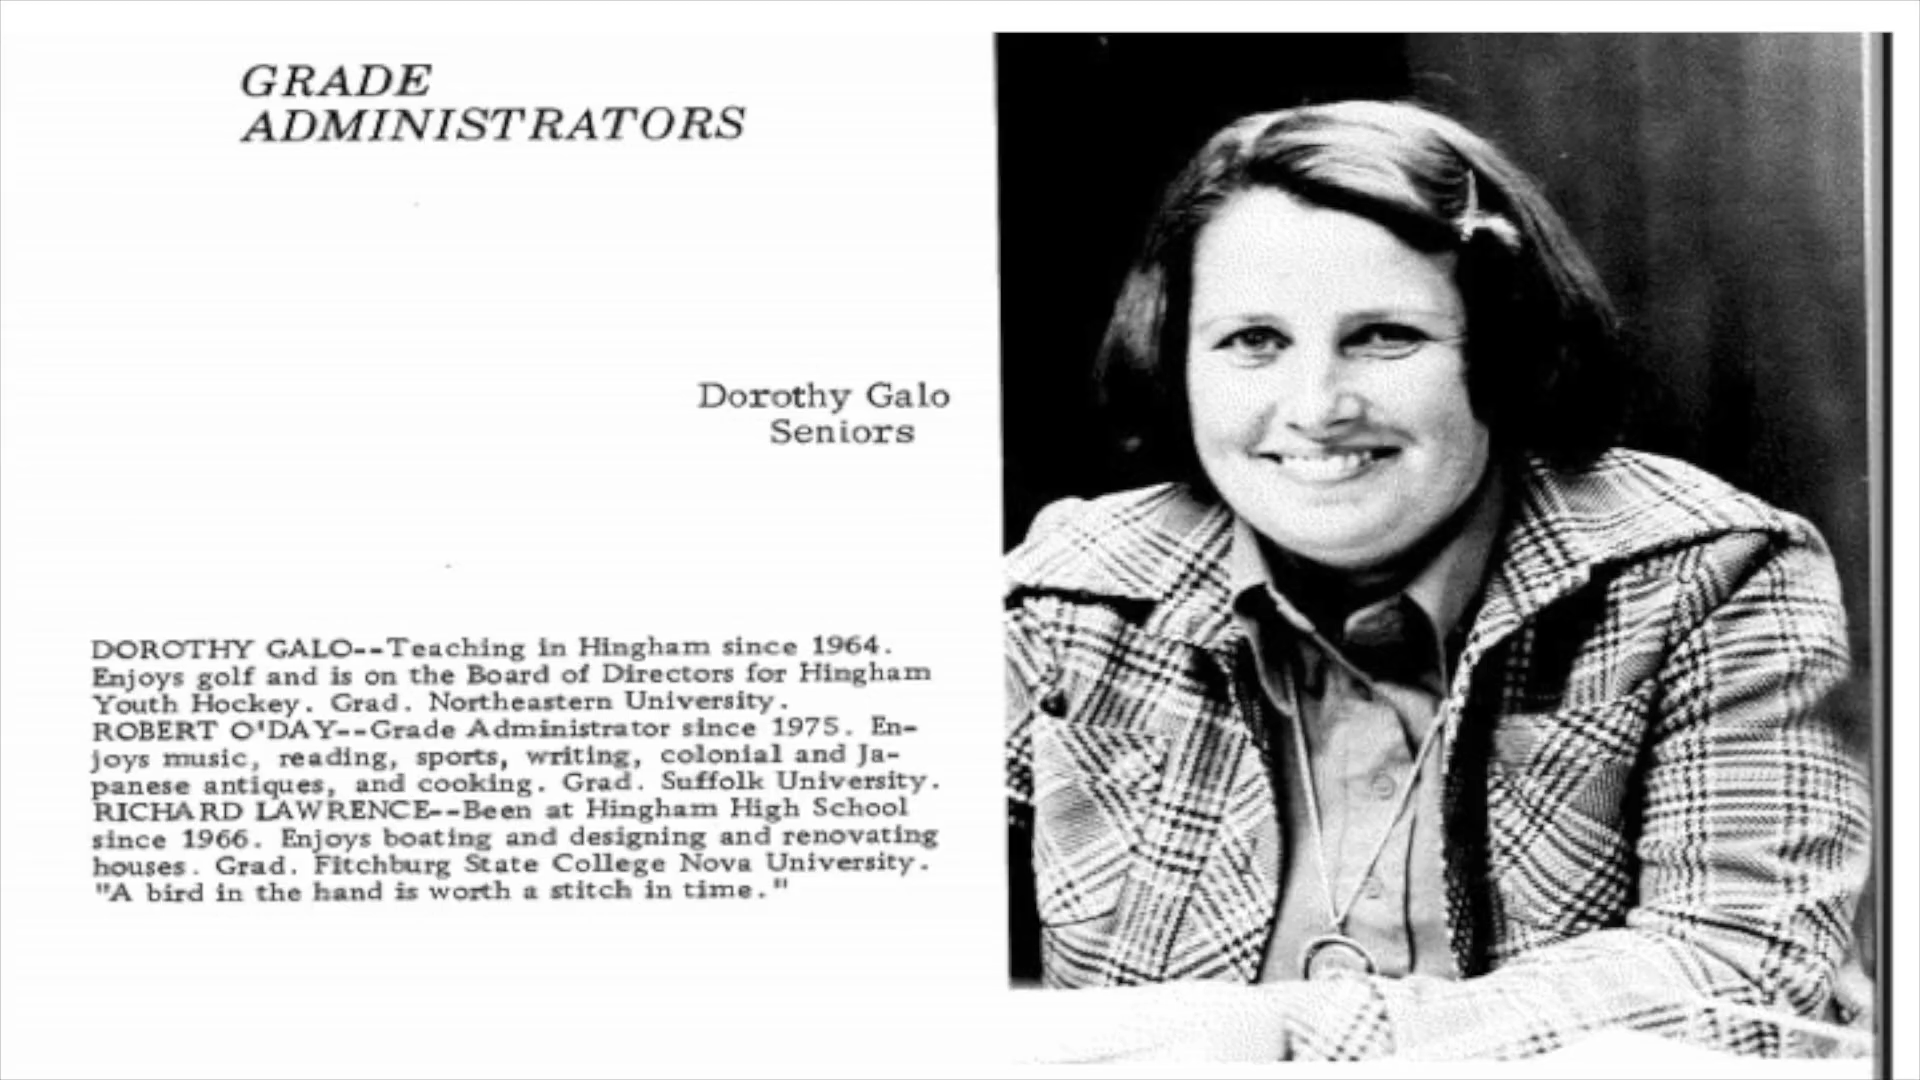 GRADE
ADMINISTRATORS
Dorothy Galo
Seniors
DOROTHY GALO--Teaching in Hingham since 1964.
Enjoys golf and is on the Board of Directors for Hingham
Youth Hockey. Grad. Northeastern University.
ROBERT O'DAY--Grade Administrator since 1975. En-
joys music, reading, sports, writing, colonial and Ja-
panese antiques, and cooking. Grad. Suffolk University.
RICHARD LAWRENCE--Been at Hingham High School
since 1966. Enjoys boating and designing and renovating
houses. Grad. Fitchburg State College Nova University.
"A bird in the hand is worth a stitch in time."